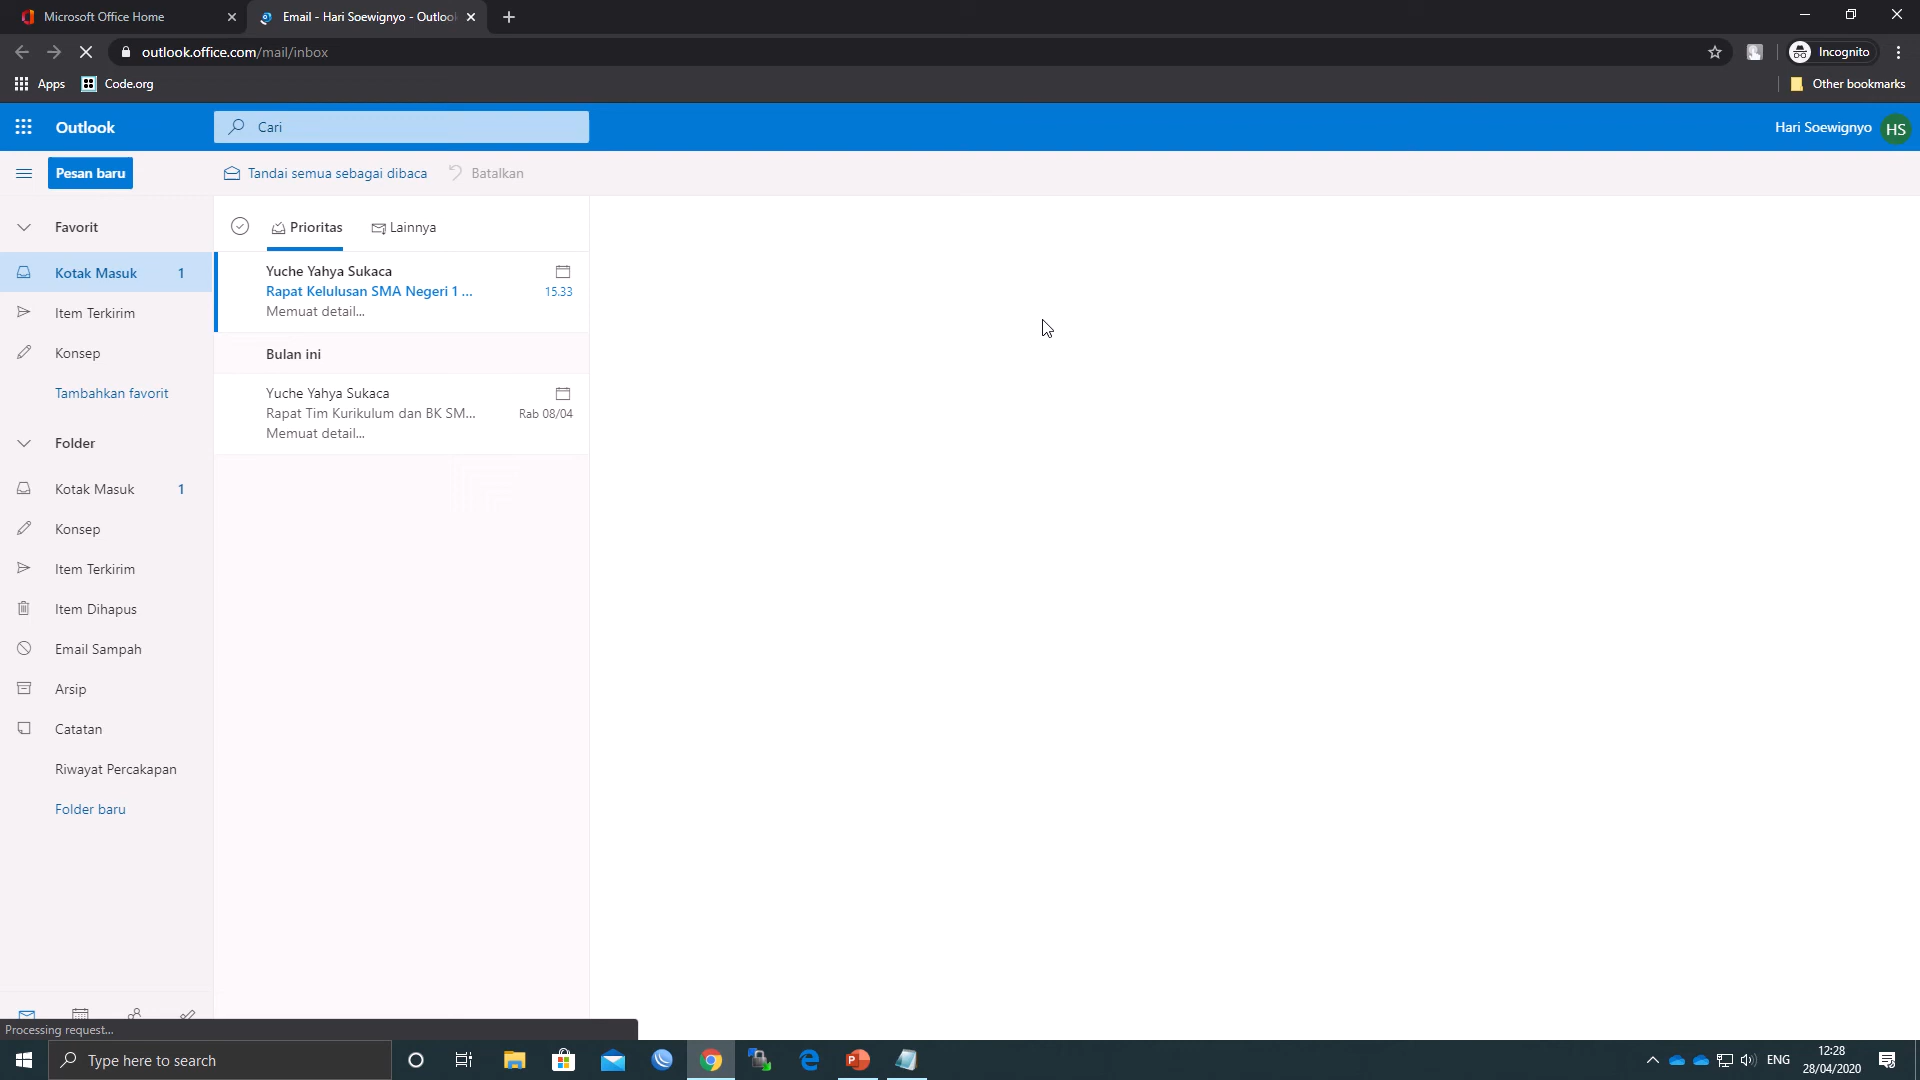 Microsoft Office Home
Email - Hari Soewignyo - Outlook
outlook.office.com/mail/inbox
Incognito
Apps
Code.org
Other bookmarks
Outlook
Cari
Hari Soewignyo
HS
Pesan baru
Tandai semua sebagai dibaca
Batalkan
Favorit
Prioritas
Lainnya
Kotak Masuk 1
Item Terkirim
Konsep
Tambahkan favorit
Folder
Kotak Masuk 1
Konsep
Item Terkirim
Item Dihapus
Email Sampah
Arsip
Catatan
Riwayat Percakapan
Folder baru
Yuche Yahya Sukaca
Rapat Kelulusan SMA Negeri 1 ... 15.33
Memuat detail...
Bulan ini
Yuche Yahya Sukaca
Rapat Tim Kurikulum dan BK SM... Rab 08/04
Memuat detail...
Processing request...
Type here to search
ENG
12:28
28/04/2020